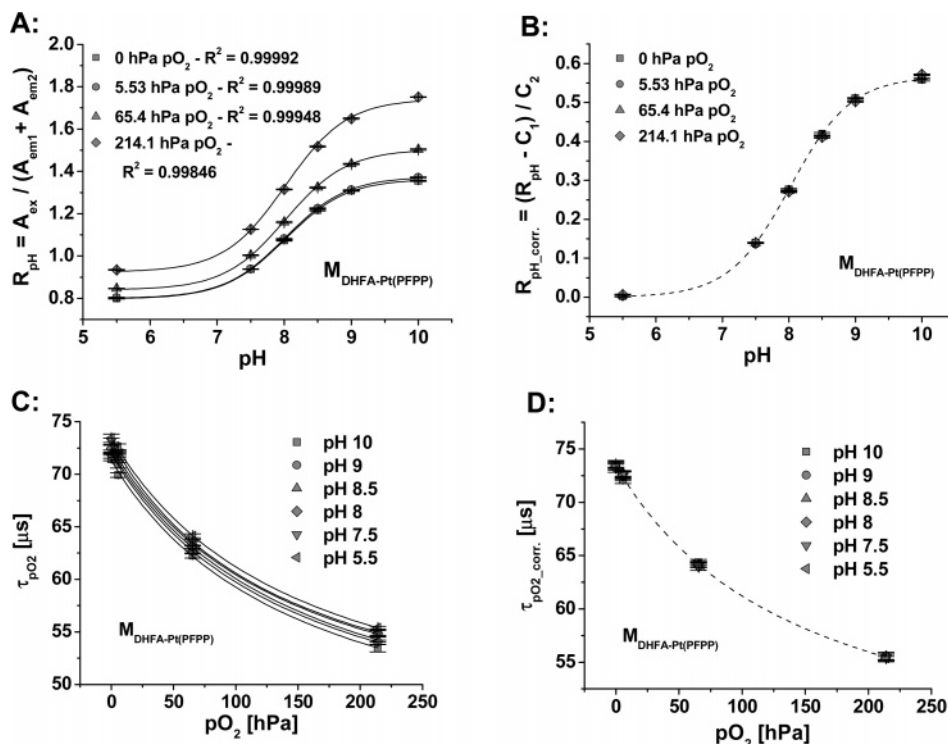 A:
2.0
1.8
1.6
1.4
1.2
1.0
0.8
R_pH = A_ex / (A_em1 + A_em2)
0 hPa pO₂ - R² = 0.99992
5.53 hPa pO₂ - R² = 0.99989
65.4 hPa pO₂ - R² = 0.99948
214.1 hPa pO₂ -
R² = 0.99846
M_DHFA-Pt(PFPP)
5 6 7 8 9 10
pH
B:
0.6
0.5
0.4
0.3
0.2
0.1
0.0
R_pH_corr. = (R_pH - C₁) / C₂
0 hPa pO₂
5.53 hPa pO₂
65.4 hPa pO₂
214.1 hPa pO₂
M_DHFA-Pt(PFPP)
5 6 7 8 9 10
pH
C:
75
70
65
60
55
50
τ_pO2 [µs]
pH 10
pH 9
pH 8.5
pH 8
pH 7.5
pH 5.5
M_DHFA-Pt(PFPP)
0 50 100 150 200 250
pO₂ [hPa]
D:
75
70
65
60
55
τ_pO2_corr. [µs]
pH 10
pH 9
pH 8.5
pH 8
pH 7.5
pH 5.5
M_DHFA-Pt(PFPP)
0 50 100 150 200 250
pO₂ [hPa]